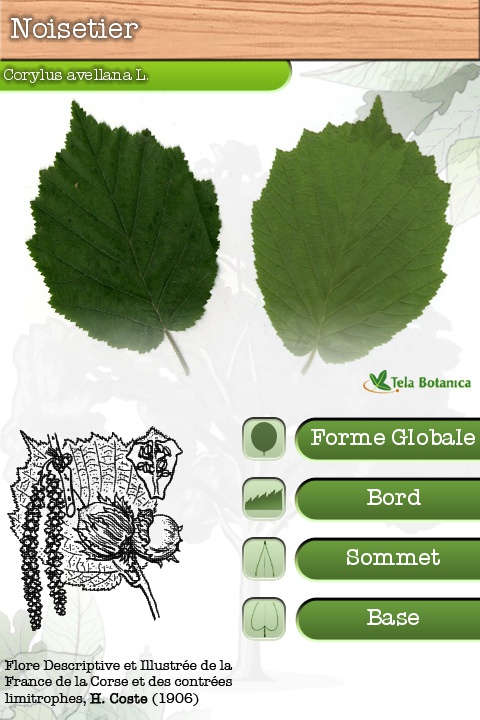 Noisetier
Corylus avellana L.
Tela Botanica
Forme Globale
Bord
Sommet
Base
Flore Descriptive et Illustrée de la
France de la Corse et des contrées
limitrophes, H. Coste (1906)